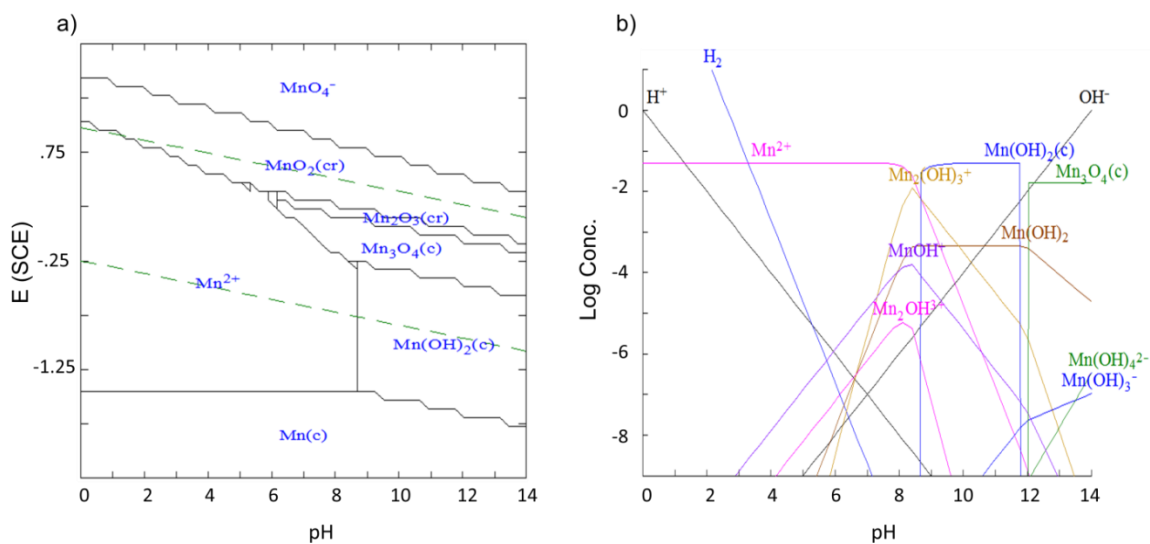 a)
MnO₄⁻
.75
MnO₂(cr)
Mn₂O₃(cr)
Mn₃O₄(c)
-.25
Mn²⁺
Mn(OH)₂(c)
-1.25
Mn(c)
E (SCE)
0 2 4 6 8 10 12 14
pH
b)
H₂
H⁺
OH⁻
0
Mn²⁺
Mn(OH)₂(c)
Mn₂(OH)₃⁺
Mn₃O₄(c)
-2
Mn(OH)₂
MnOH⁺
-4
Mn₂OH³⁺
-6
Mn(OH)₄²⁻
Mn(OH)₃⁻
-8
Log Conc.
0 2 4 6 8 10 12 14
pH